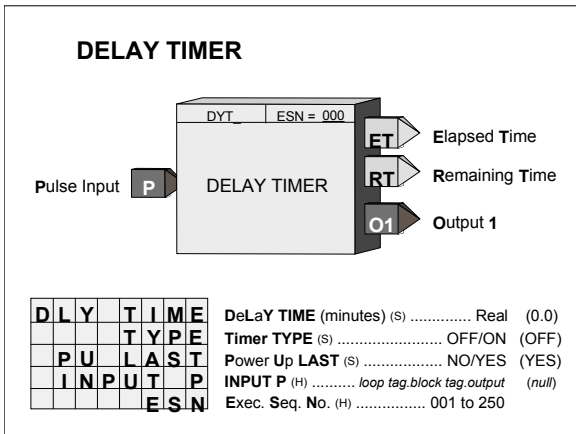 DELAY TIMER
DYT_ ESN = 000
ET Elapsed Time
Pulse Input P DELAY TIMER RT Remaining Time
O1 Output 1
DLY TIME DeLaY TIME (minutes) (S) .............. Real (0.0)
TYPE Timer TYPE (S) ....................... OFF/ON (OFF)
PU LAST Power Up LAST (S) ................. NO/YES (YES)
INPUT P INPUT P (H) .......... loop tag.block tag.output (null)
ESN Exec. Seq. No. (H) ................ 001 to 250